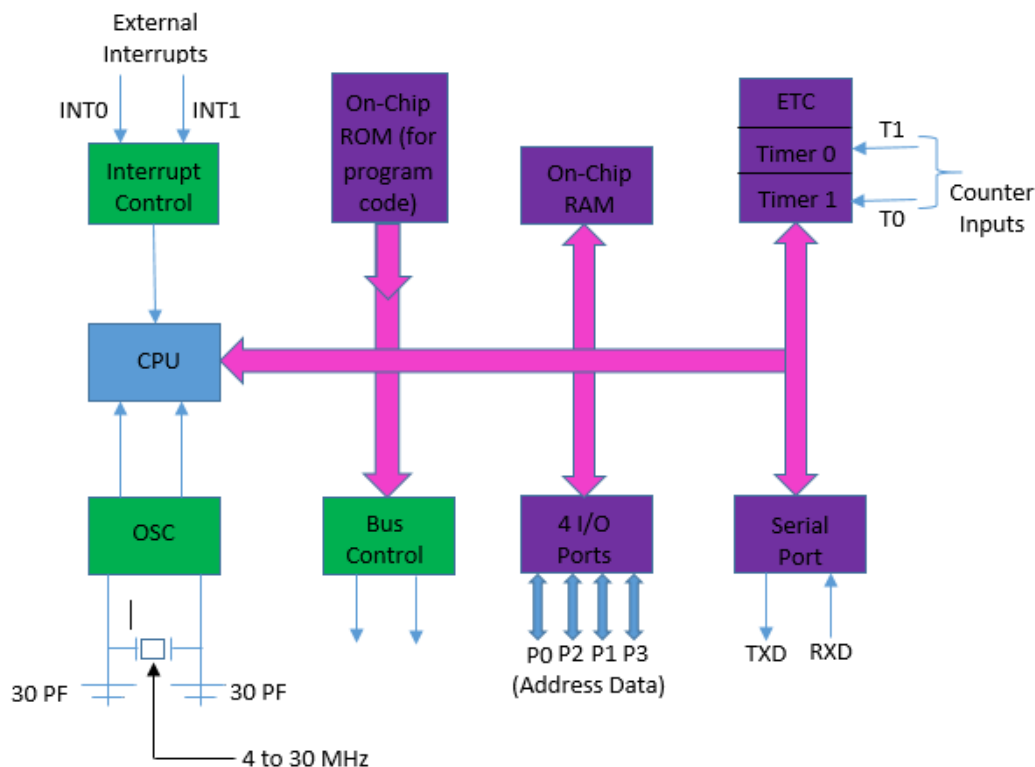 External
Interrupts
INT0
INT1
Interrupt
Control
On-Chip
ROM (for
program
code)
On-Chip
RAM
ETC
Timer 0
Timer 1
T1
T0
Counter
Inputs
CPU
OSC
Bus
Control
4 I/O
Ports
Serial
Port
P0 P2 P1 P3
(Address Data)
TXD
RXD
30 PF
30 PF
4 to 30 MHz